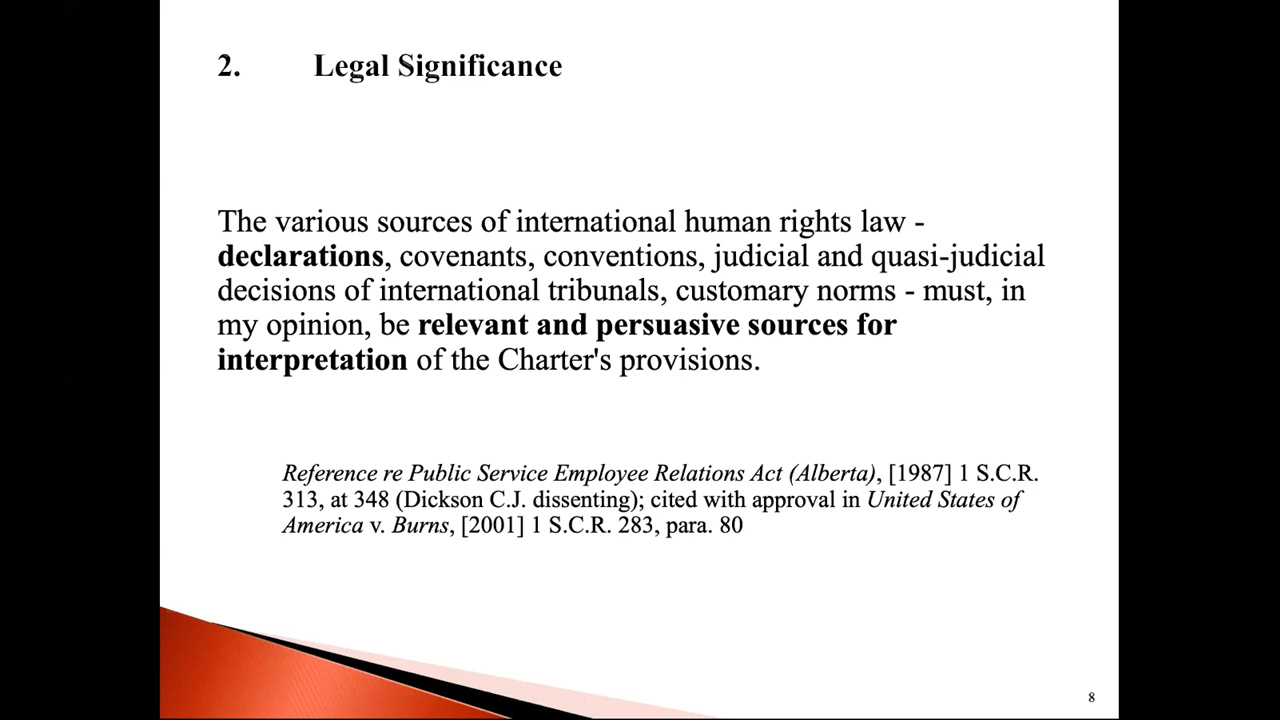 2. Legal Significance
The various sources of international human rights law -
declarations, covenants, conventions, judicial and quasi-judicial
decisions of international tribunals, customary norms - must, in
my opinion, be relevant and persuasive sources for
interpretation of the Charter's provisions.
Reference re Public Service Employee Relations Act (Alberta), [1987] 1 S.C.R.
313, at 348 (Dickson C.J. dissenting); cited with approval in United States of
America v. Burns, [2001] 1 S.C.R. 283, para. 80
8